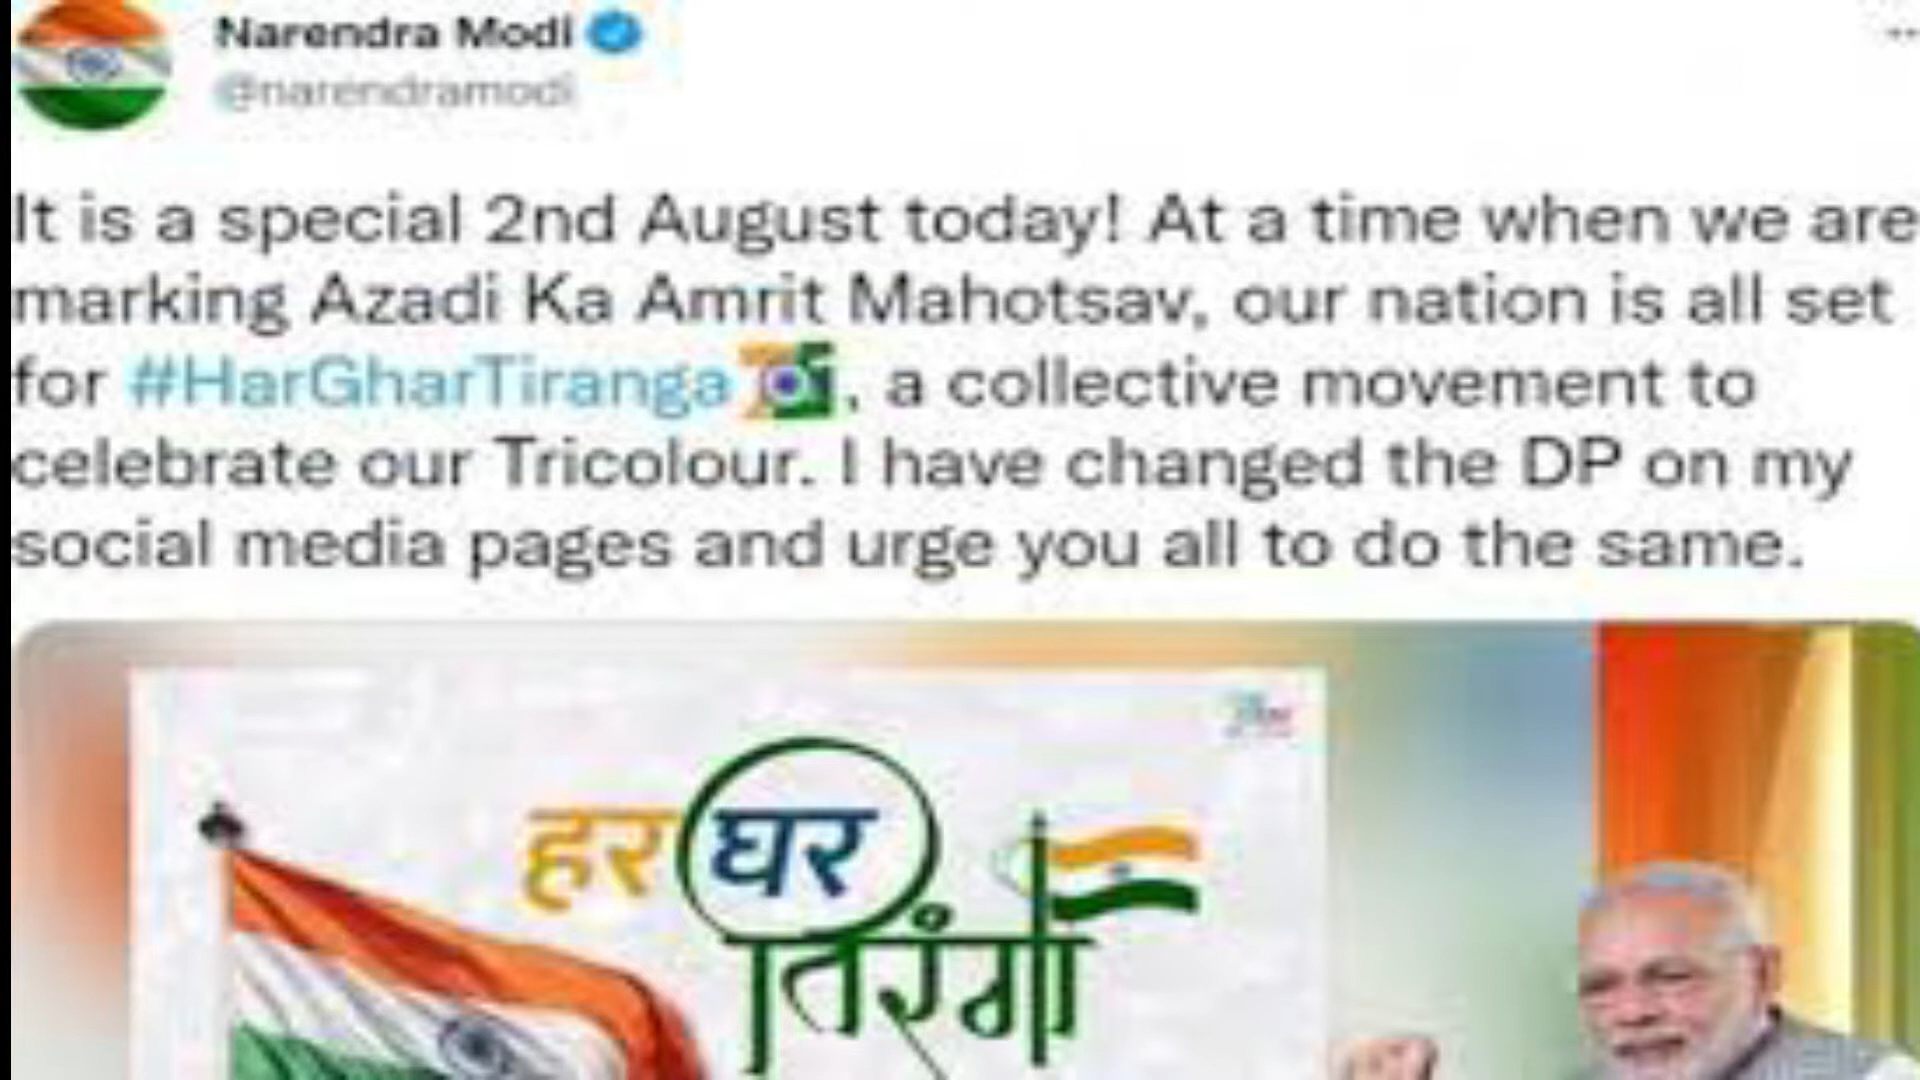 Narendra Modi
@narendramodi
It is a special 2nd August today! At a time when we are
marking Azadi Ka Amrit Mahotsav, our nation is all set
for #HarGharTiranga, a collective movement to
celebrate our Tricolour. I have changed the DP on my
social media pages and urge you all to do the same.
हर घर
तिरंगा